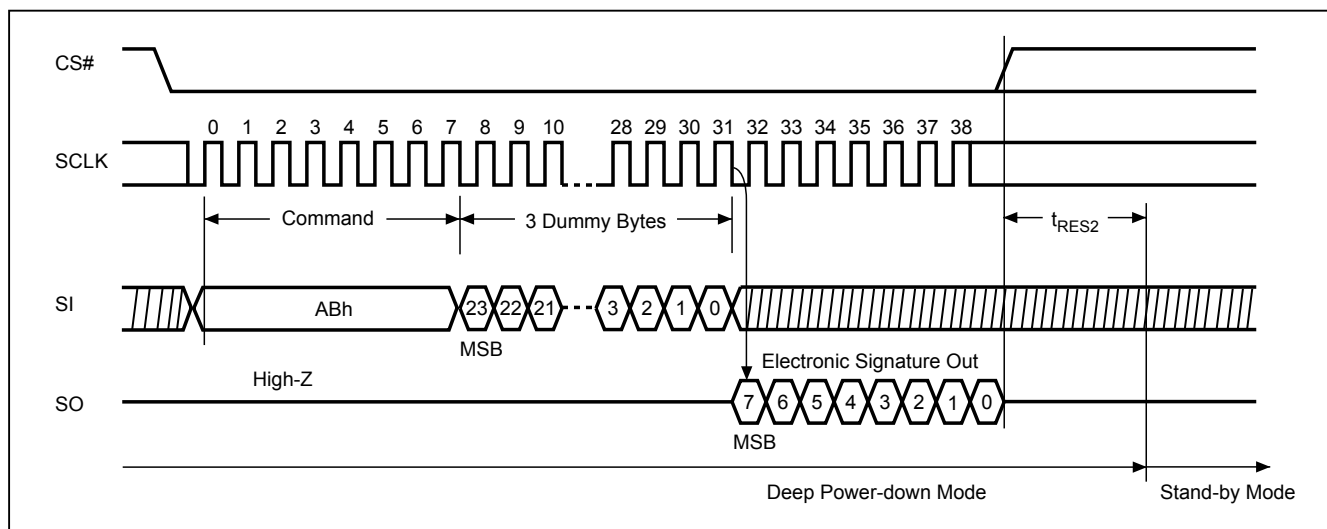 CS#
0 1 2 3 4 5 6 7 8 9 10 28 29 30 31 32 33 34 35 36 37 38
SCLK
Command 3 Dummy Bytes tRES2
SI ABh 23 22 21 3 2 1 0
MSB
Electronic Signature Out
High-Z
SO 7 6 5 4 3 2 1 0
MSB
Deep Power-down Mode Stand-by Mode